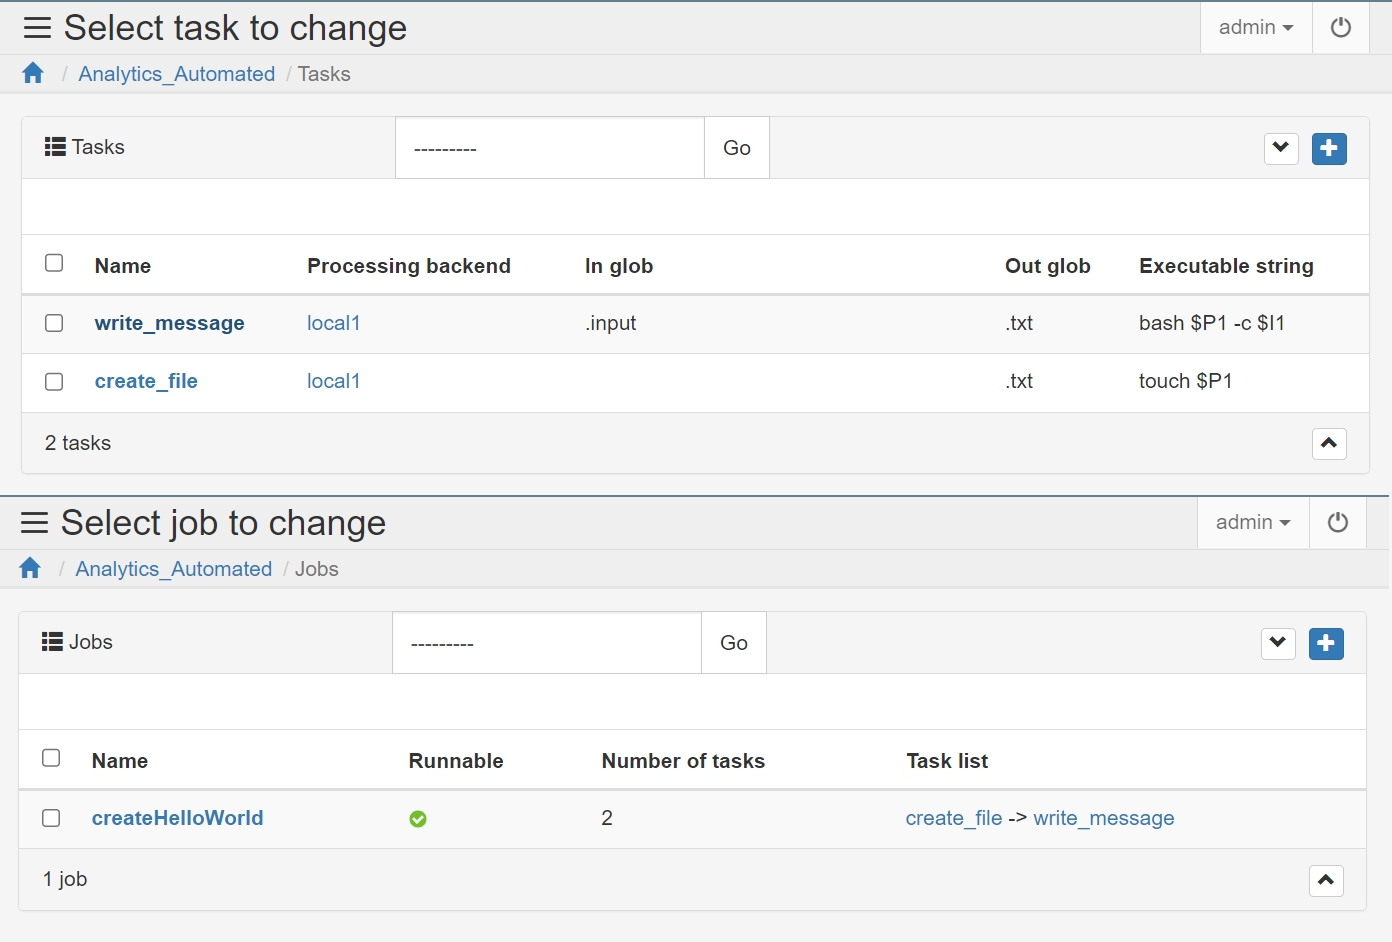 Select task to change
admin
/ Analytics_Automated / Tasks
Tasks
---------
Go
Name Processing backend In glob Out glob Executable string
write_message local1 .input .txt bash $P1 -c $I1
create_file local1 .txt touch $P1
2 tasks
Select job to change
admin
/ Analytics_Automated / Jobs
Jobs
---------
Go
Name Runnable Number of tasks Task list
createHelloWorld 2 create_file -> write_message
1 job